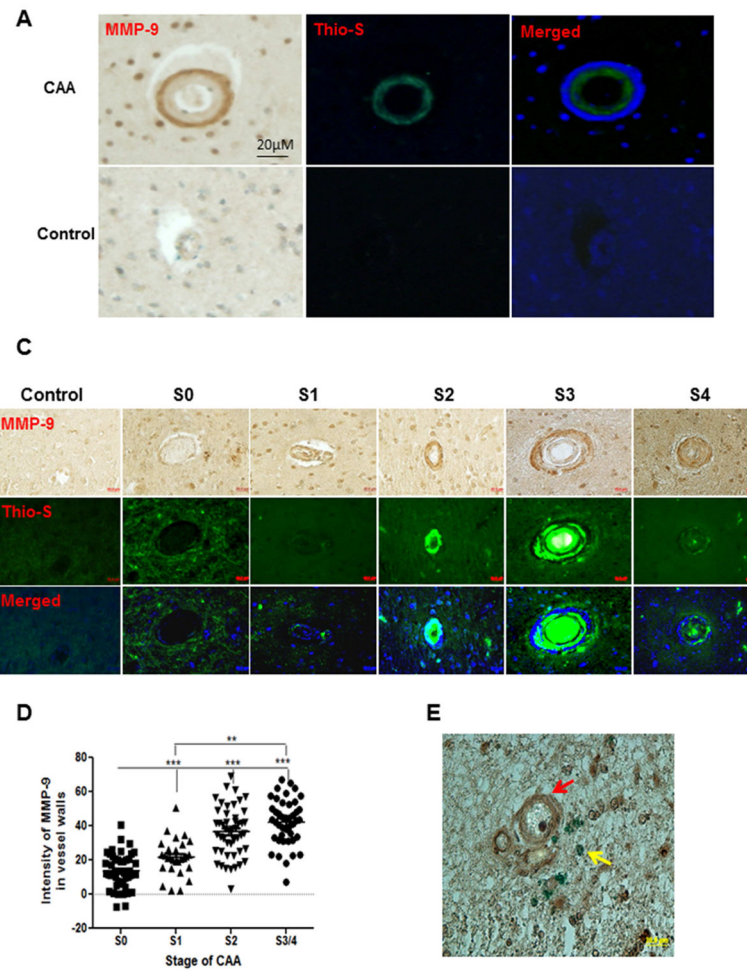 A
MMP-9 Thio-S Merged
CAA
20µM
Control
C
Control S0 S1 S2 S3 S4
MMP-9
Thio-S
Merged
D
E
**
*** *** ***
80
60
40
20
0
-20
Intensity of MMP-9
in vessel walls
S0 S1 S2 S3/4
Stage of CAA